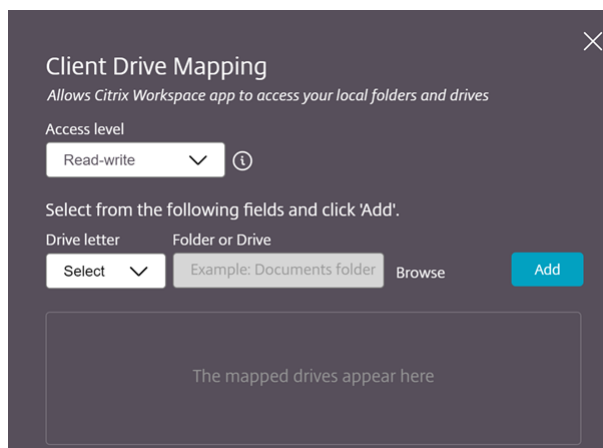 Client Drive Mapping
Allows Citrix Workspace app to access your local folders and drives
Access level
Read-write
Select from the following fields and click 'Add'.
Drive letter Folder or Drive
Select Example: Documents folder Browse Add
The mapped drives appear here